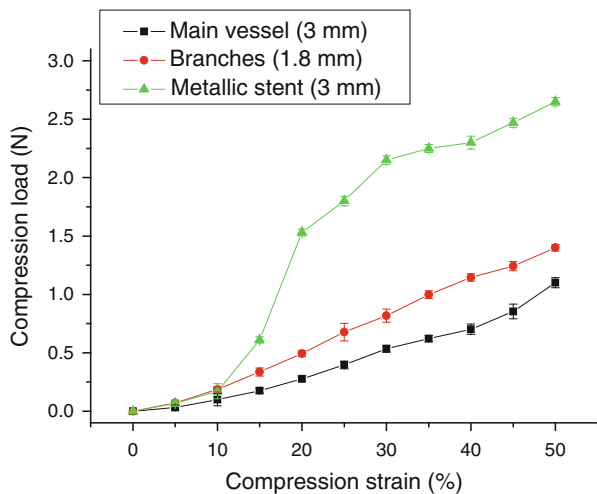 Main vessel (3 mm)
Branches (1.8 mm)
Metallic stent (3 mm)
Compression load (N)
3.0
2.5
2.0
1.5
1.0
0.5
0.0
0 10 20 30 40 50
Compression strain (%)